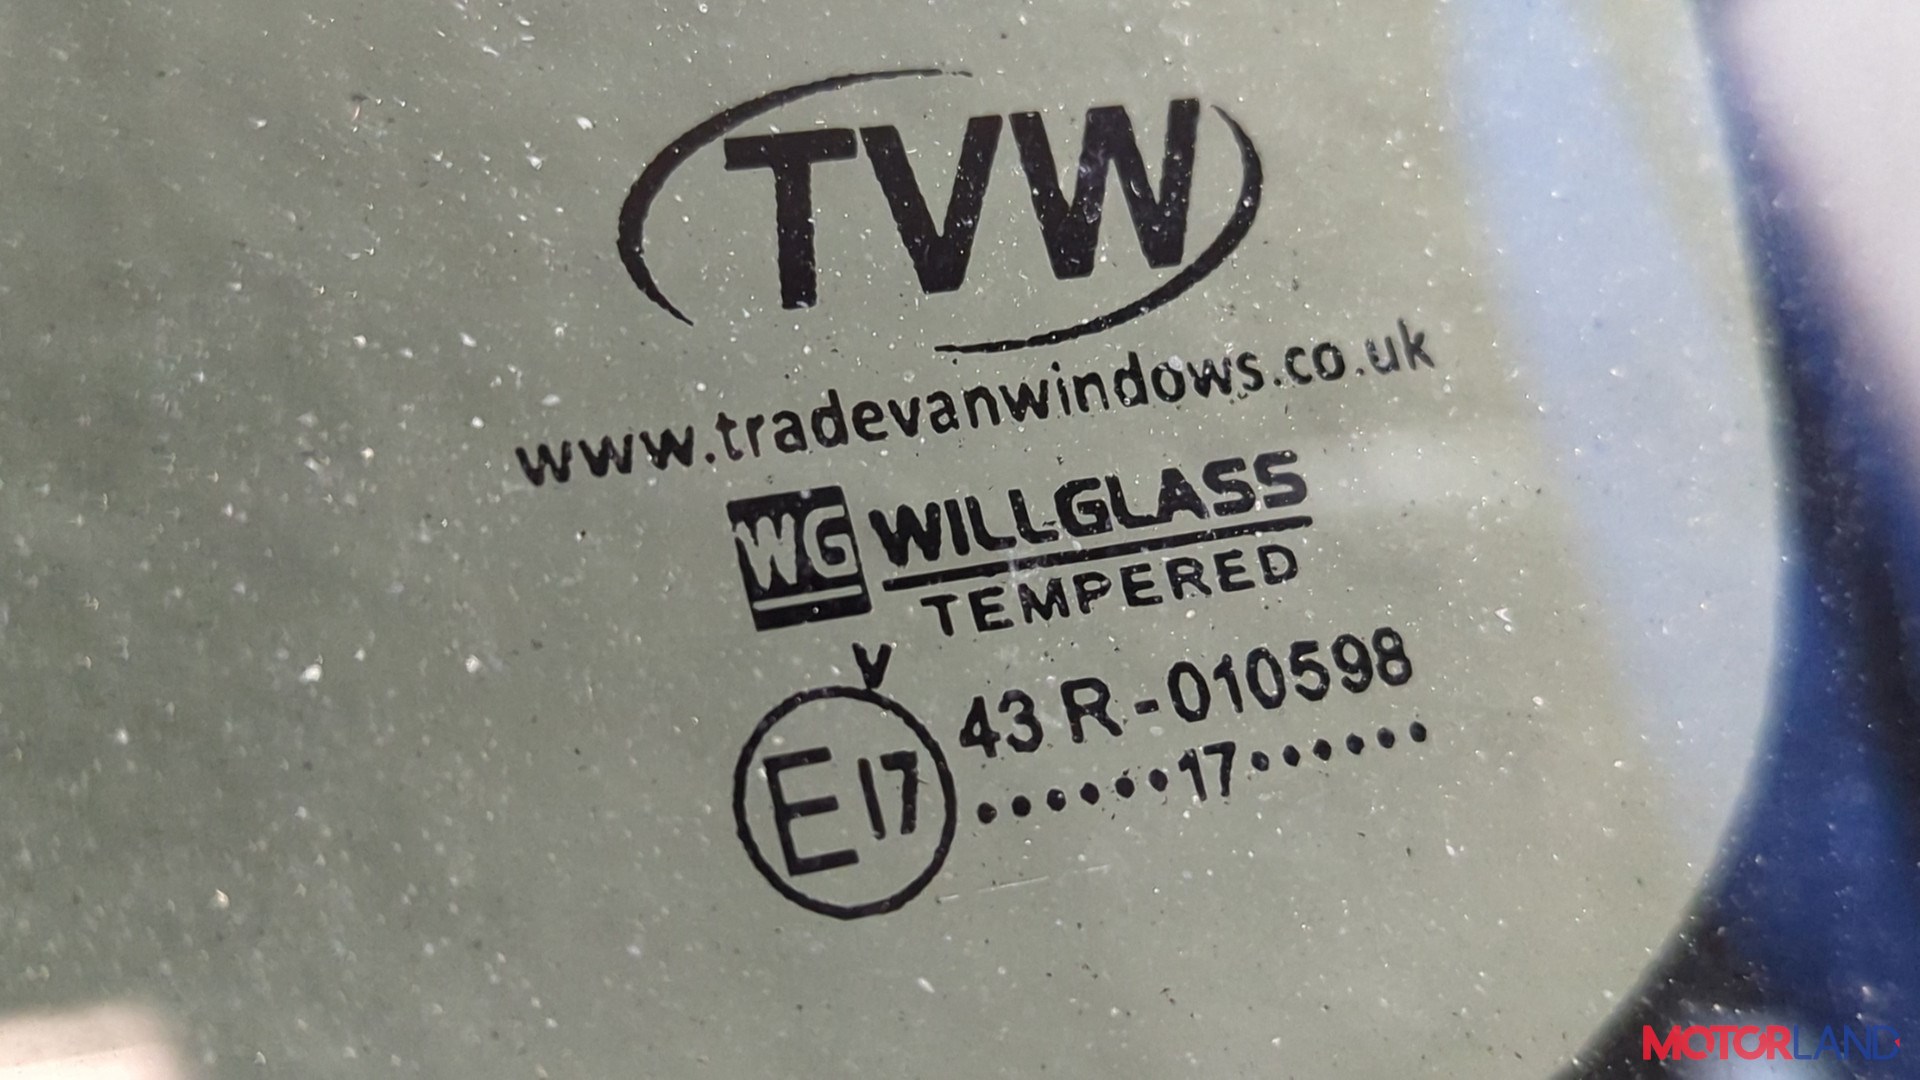 TVW
www.tradevanwindows.co.uk
WG WILLGLASS
TEMPERED
V
E17 43 R-010598
••••••17••••••
MOTORLAND